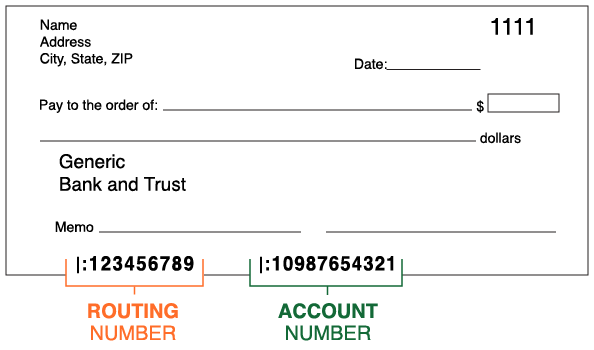 Name
1111
Address
City, State, ZIP
Date:
Pay to the order of:
$
dollars
Generic
Bank and Trust
Memo
|:123456789 |:10987654321
ROUTING ACCOUNT
NUMBER NUMBER